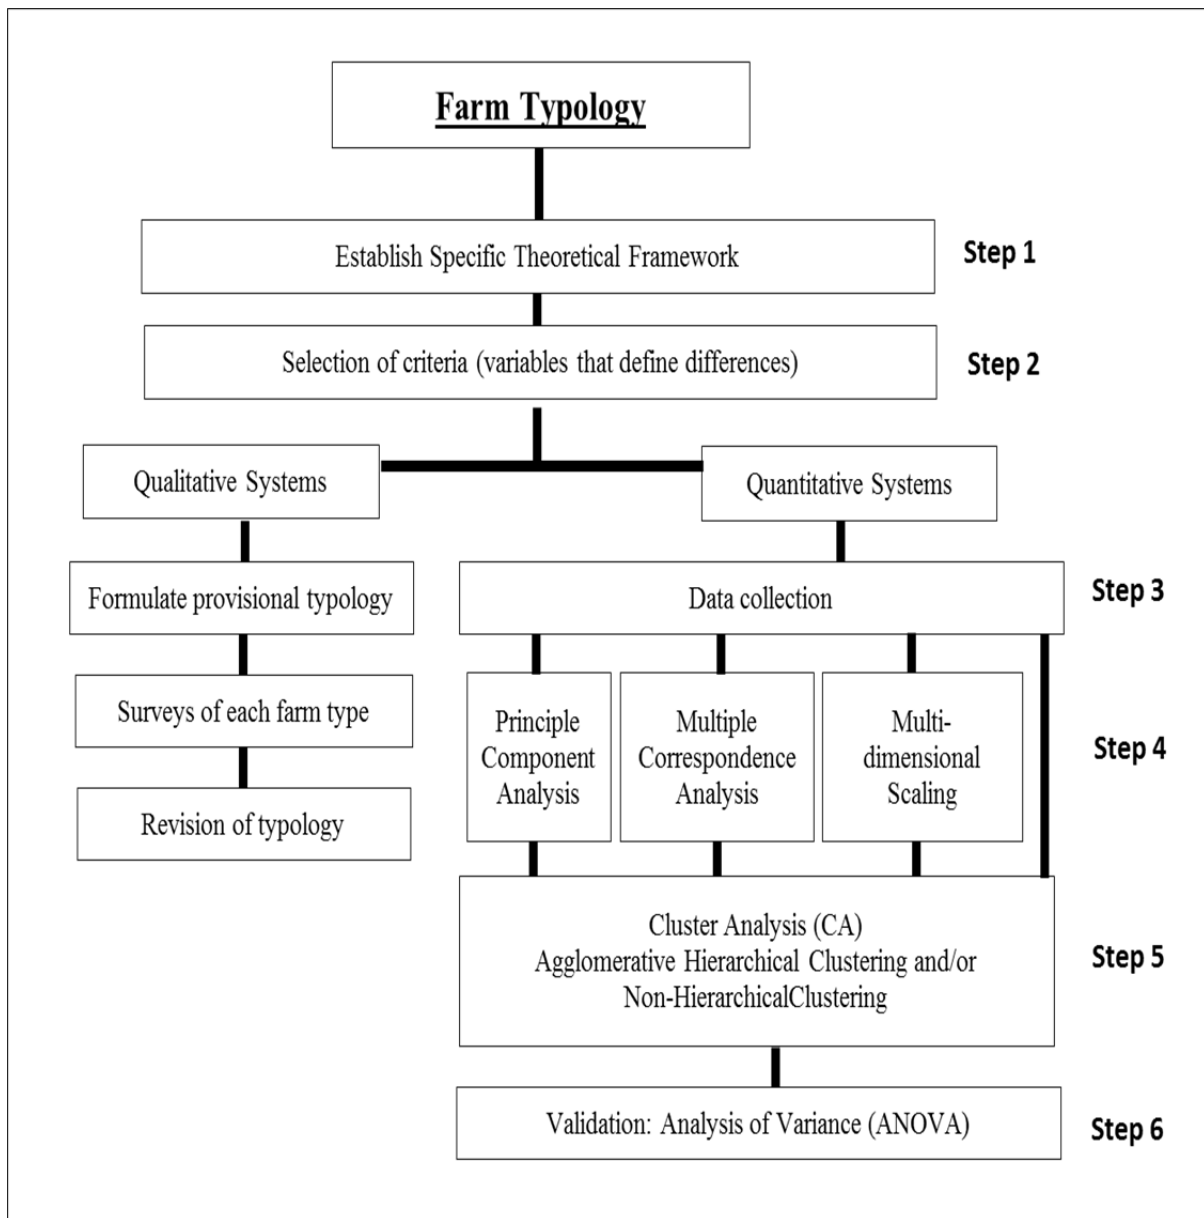 Farm Typology
Establish Specific Theoretical Framework
Step 1
Selection of criteria (variables that define differences)
Step 2
Qualitative Systems
Quantitative Systems
Formulate provisional typology
Data collection
Step 3
Surveys of each farm type
Revision of typology
Principle
Component
Analysis
Multiple
Correspondence
Analysis
Multi-
dimensional
Scaling
Step 4
Cluster Analysis (CA)
Agglomerative Hierarchical Clustering and/or
Non-HierarchicalClustering
Step 5
Validation: Analysis of Variance (ANOVA)
Step 6